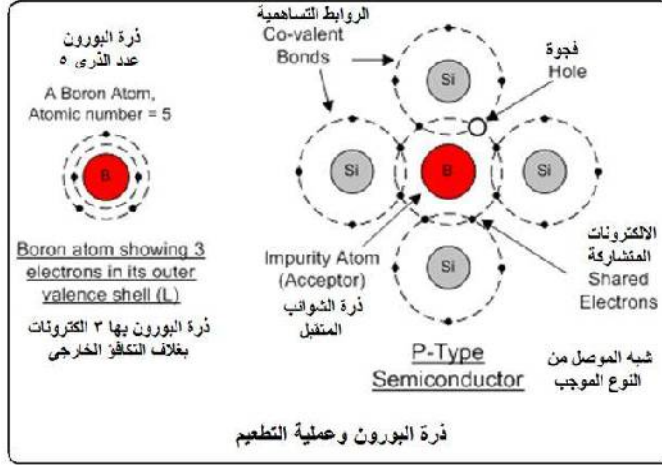 ذرة البورون
عدد الذرى ٥
A Boron Atom,
Atomic number = 5
B
Boron atom showing 3
electrons in its outer
valence shell (L)
ذرة البورون بها ٣ الكترونات
بغلاف التكافؤ الخارجى
الروابط التساهمية
Co-valent
Bonds
فجوة
Hole
Si
Si
B
Si
Si
Impurity Atom
(Acceptor)
ذرة الشوائب
المتقبل
الالكترونات
المتشاركة
Shared
Electrons
P-Type
Semiconductor
شبه الموصل من
النوع الموجب
ذرة البورون وعملية التطعيم